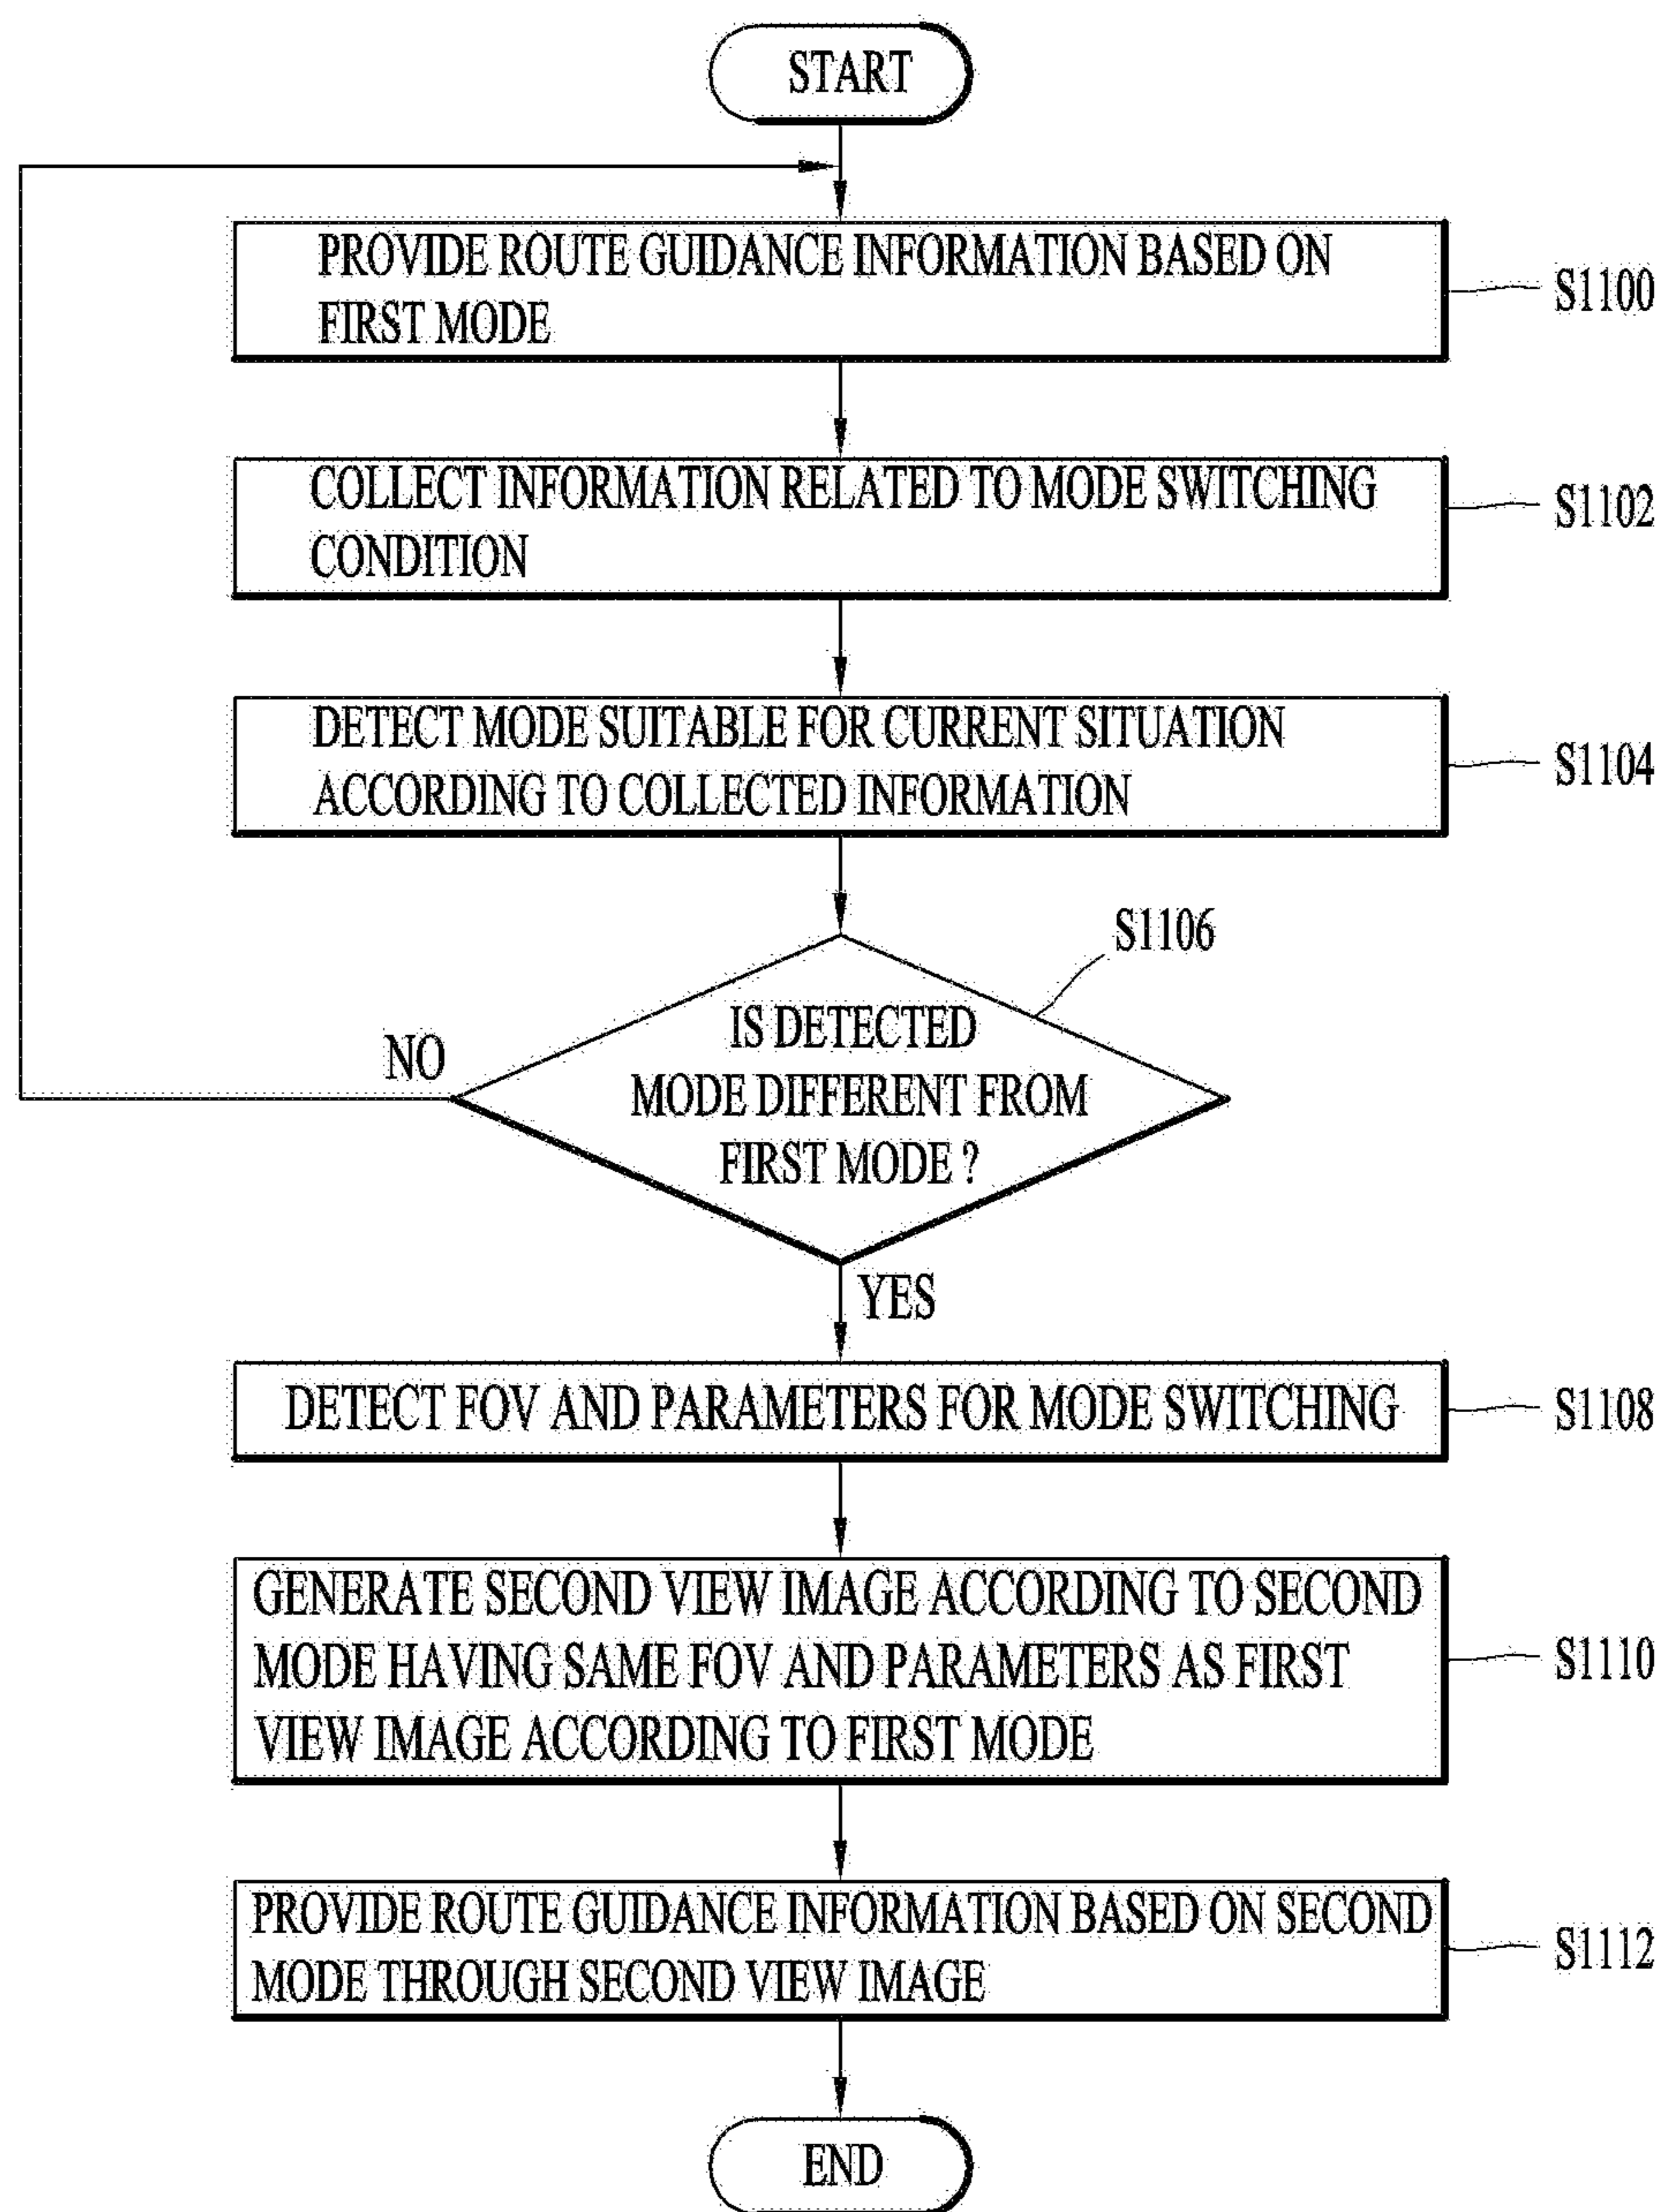 START
PROVIDE ROUTE GUIDANCE INFORMATION BASED ON
FIRST MODE
S1100
COLLECT INFORMATION RELATED TO MODE SWITCHING
CONDITION
S1102
DETECT MODE SUITABLE FOR CURRENT SITUATION
ACCORDING TO COLLECTED INFORMATION
S1104
S1106
IS DETECTED
MODE DIFFERENT FROM
FIRST MODE ?
NO
YES
DETECT FOV AND PARAMETERS FOR MODE SWITCHING
S1108
GENERATE SECOND VIEW IMAGE ACCORDING TO SECOND
MODE HAVING SAME FOV AND PARAMETERS AS FIRST
VIEW IMAGE ACCORDING TO FIRST MODE
S1110
PROVIDE ROUTE GUIDANCE INFORMATION BASED ON SECOND
MODE THROUGH SECOND VIEW IMAGE
S1112
END